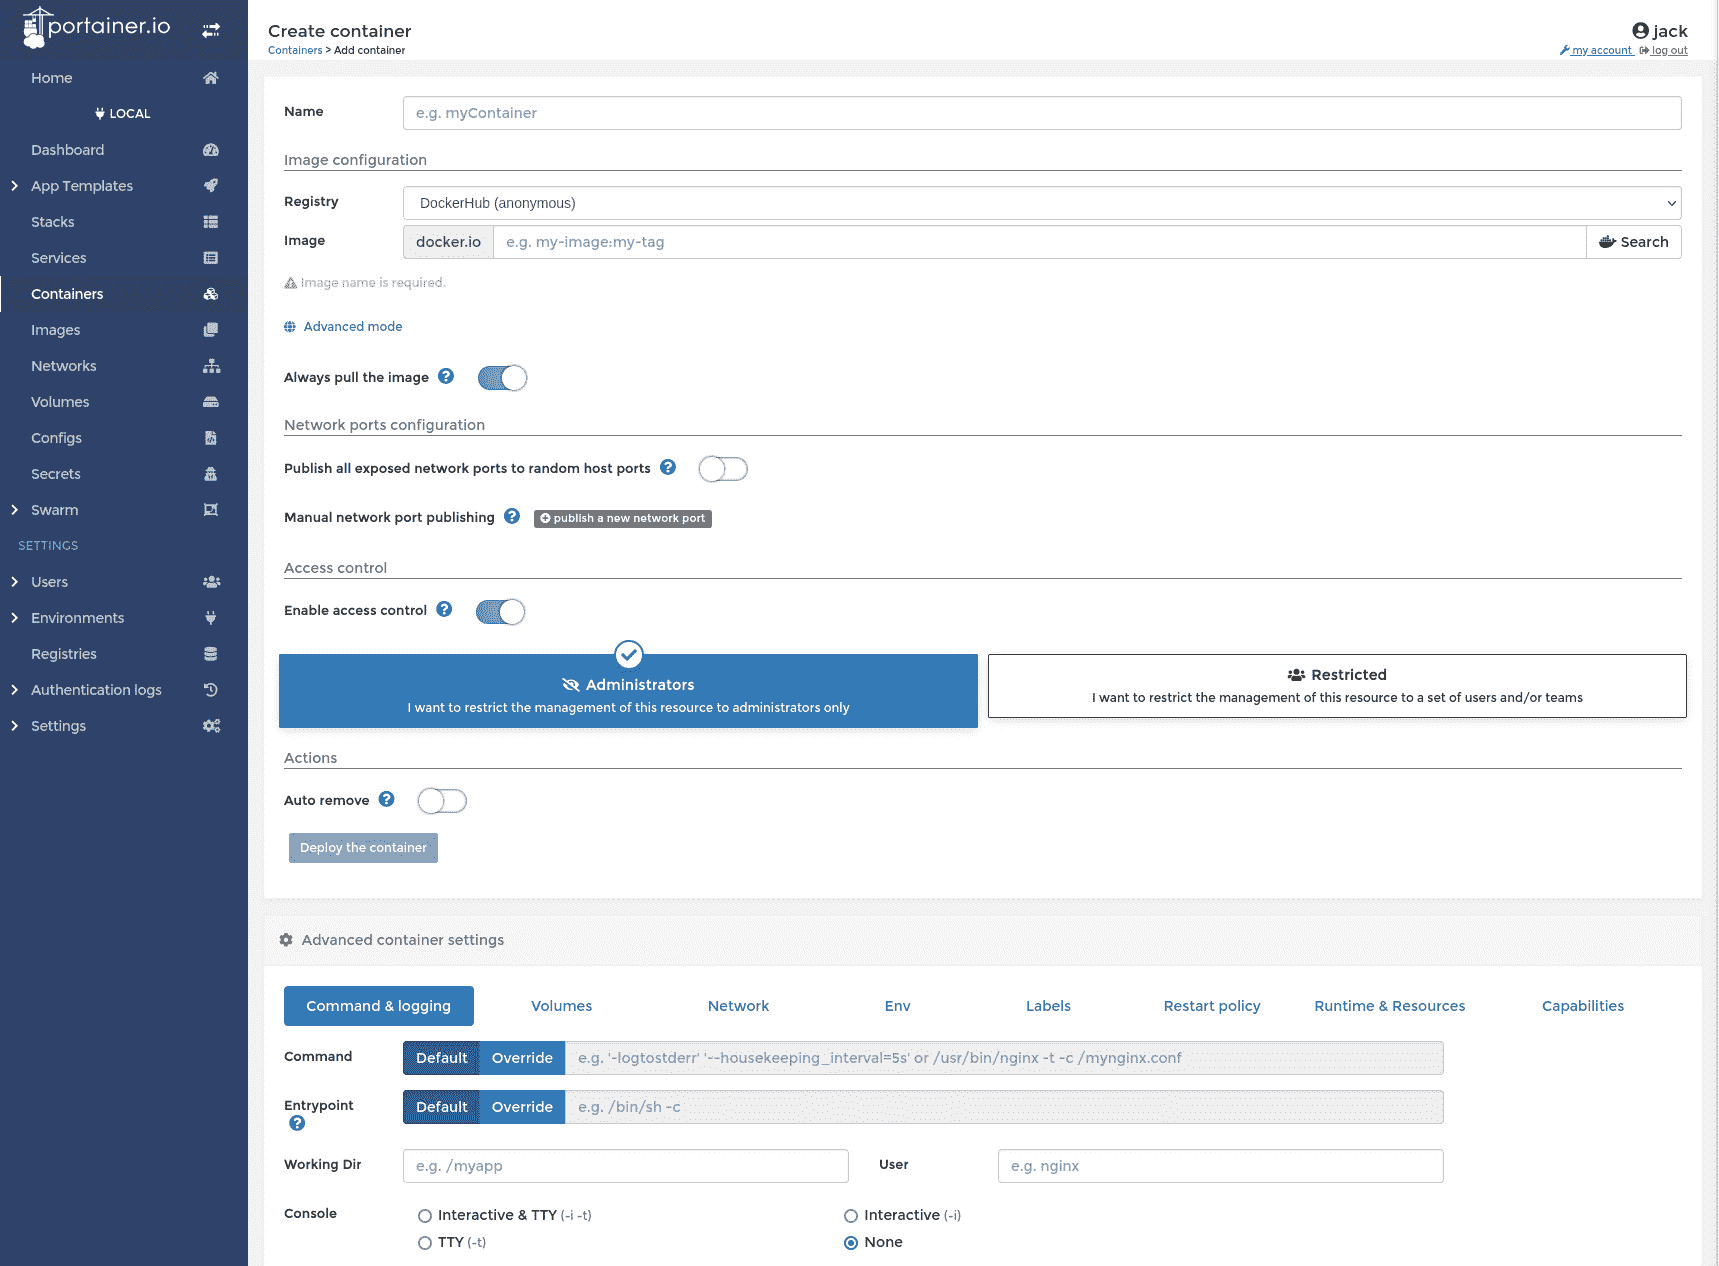 portainer.io
Home
LOCAL
Dashboard
App Templates
Stacks
Services
Containers
Images
Networks
Volumes
Configs
Secrets
Swarm
SETTINGS
Users
Environments
Registries
Authentication logs
Settings
Create container
Containers > Add container
jack
my account log out
Name e.g. myContainer
Image configuration
Registry DockerHub (anonymous)
Image docker.io e.g. my-image:my-tag Search
Image name is required.
Advanced mode
Always pull the image ?
Network ports configuration
Publish all exposed network ports to random host ports ?
Manual network port publishing ? publish a new network port
Access control
Enable access control ?
Administrators
I want to restrict the management of this resource to administrators only
Restricted
I want to restrict the management of this resource to a set of users and/or teams
Actions
Auto remove ?
Deploy the container
Advanced container settings
Command & logging Volumes Network Env Labels Restart policy Runtime & Resources Capabilities
Command Default Override e.g. '-logtostderr' '--housekeeping_interval=5s' or /usr/bin/nginx -t -c /mynginx.conf
Entrypoint ? Default Override e.g. /bin/sh -c
Working Dir e.g. /myapp User e.g. nginx
Console Interactive & TTY (-i -t) Interactive (-i)
TTY (-t) None